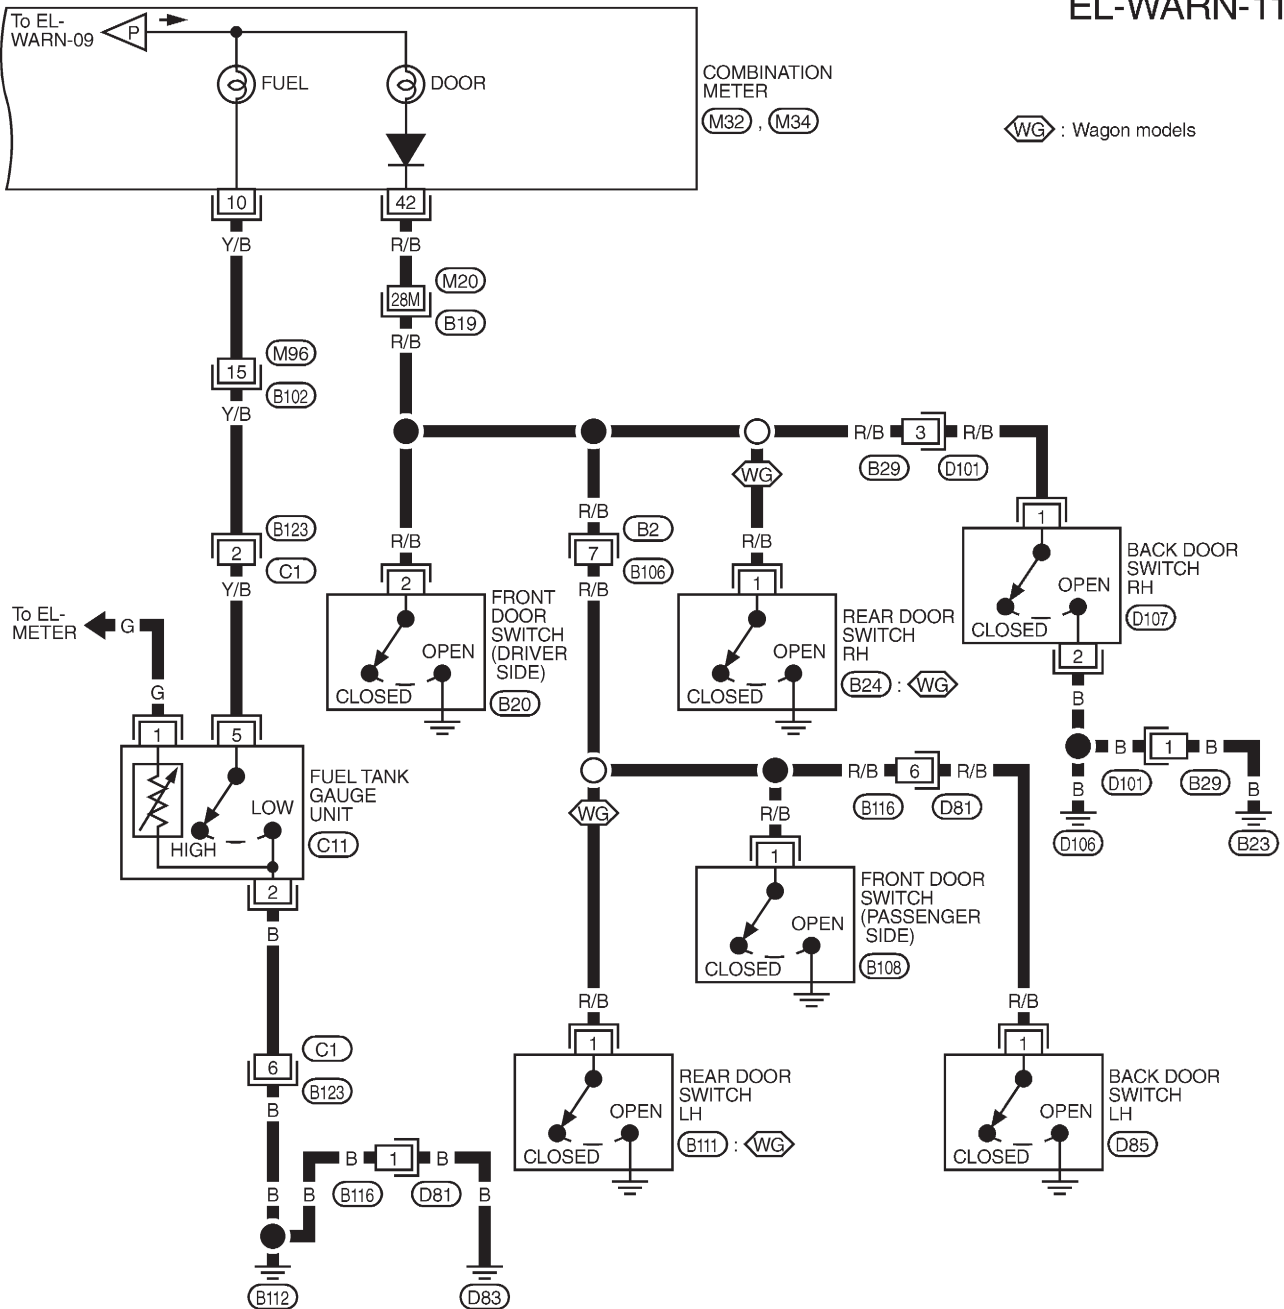 EL-WARN-11
To EL-
WARN-09
P
FUEL
DOOR
COMBINATION
METER
M32 , M34
WG : Wagon models
10
42
Y/B
R/B
M20
28M
B19
R/B
M96
15
B102
Y/B
R/B
3
R/B
B29
D101
WG
R/B
B2
7
B106
R/B
R/B
R/B
B123
2
C1
Y/B
1
BACK DOOR
SWITCH
RH
D107
OPEN
CLOSED
2
2
FRONT
DOOR
SWITCH
(DRIVER
SIDE)
B20
OPEN
CLOSED
1
REAR DOOR
SWITCH
RH
B24 : WG
OPEN
CLOSED
To EL-
METER
G
G
B
B
1
B
D101
B29
B
B
D106
B23
1
5
FUEL TANK
GAUGE
UNIT
C11
LOW
HIGH
2
B
WG
R/B
6
R/B
B116
D81
R/B
1
FRONT DOOR
SWITCH
(PASSENGER
SIDE)
B108
OPEN
CLOSED
R/B
R/B
C1
6
B123
B
1
REAR DOOR
SWITCH
LH
B111 : WG
OPEN
CLOSED
1
BACK DOOR
SWITCH
LH
D85
OPEN
CLOSED
B
1
B
B116
D81
B
B
B
B112
D83